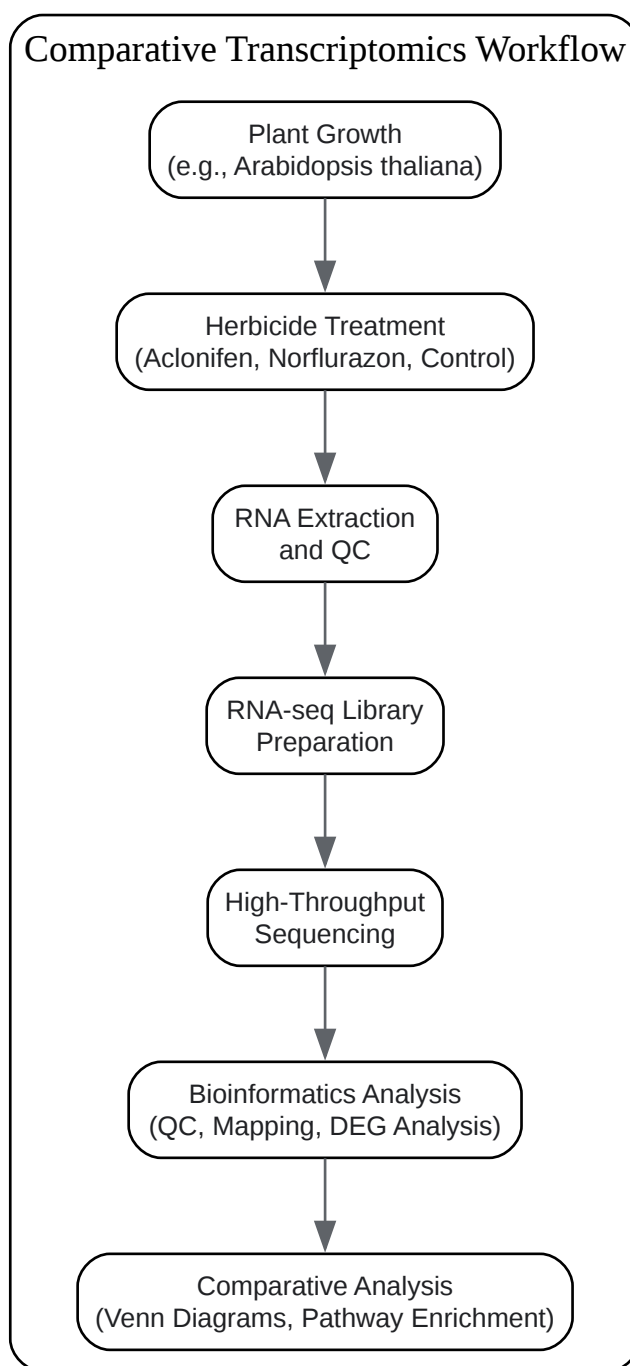 Comparative Transcriptomics Workflow
Plant Growth
(e.g., Arabidopsis thaliana)
Herbicide Treatment
(Aclonifen, Norflurazon, Control)
RNA Extraction
and QC
RNA-seq Library
Preparation
High-Throughput
Sequencing
Bioinformatics Analysis
(QC, Mapping, DEG Analysis)
Comparative Analysis
(Venn Diagrams, Pathway Enrichment)